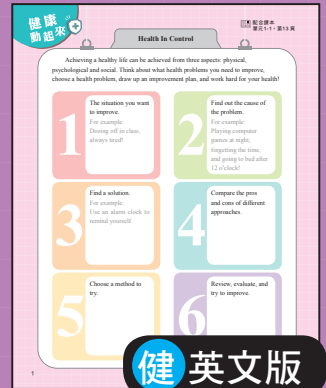 健康
動起來
配合課本
單元1-1，第13頁
Health In Control
Achieving a healthy life can be achieved from three aspects: physical,
psychological and social. Think about what health problems you need to improve,
choose a health problem, draw up an improvement plan, and work hard for your health!
1
The situation you want
to improve.
For example:
Dozing off in class,
always tired!
2
Find out the cause of
the problem.
For example:
Playing computer
games at night,
forgetting the time,
and going to bed after
12 o'clock!
3
Find a solution.
For example:
Use an alarm clock to
remind yourself.
4
Compare the pros
and cons of different
approaches.
5
Choose a method to
try.
6
Review, evaluate, and
try to improve.
1
健 英文版